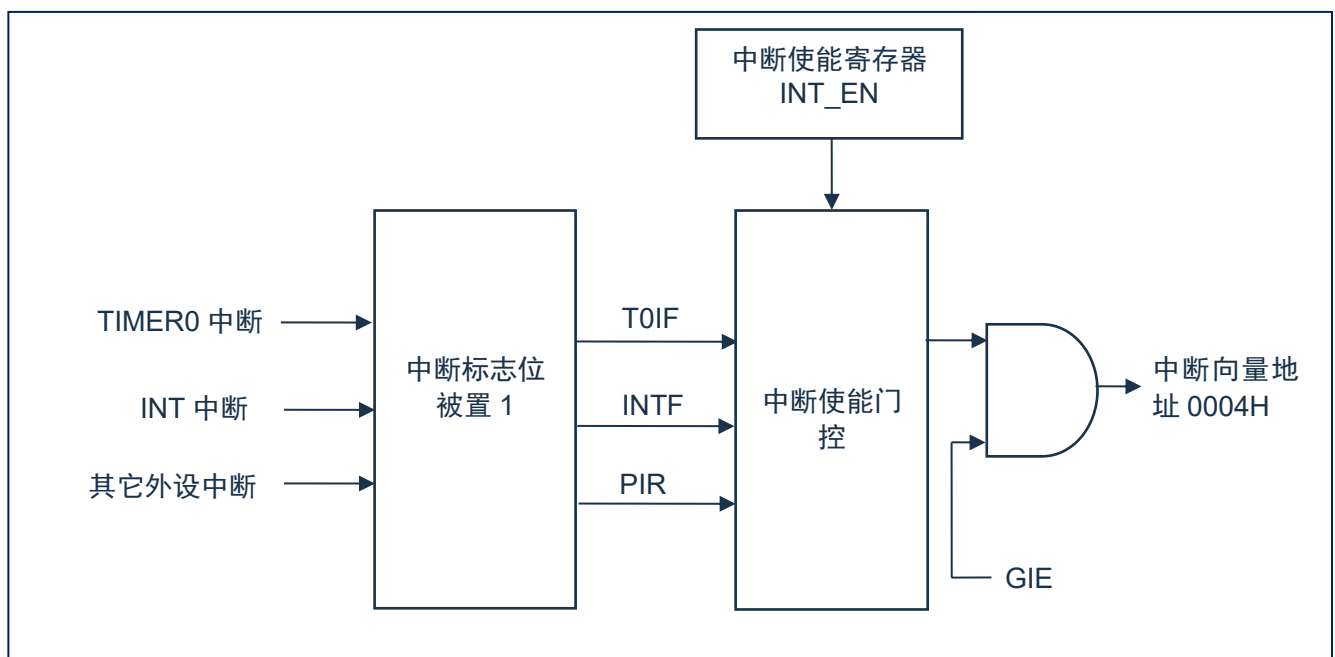 中断使能寄存器
INT_EN
TIMER0 中断
INT 中断
其它外设中断
中断标志位
被置 1
T0IF
INTF
PIR
中断使能门
控
中断向量地
址 0004H
GIE